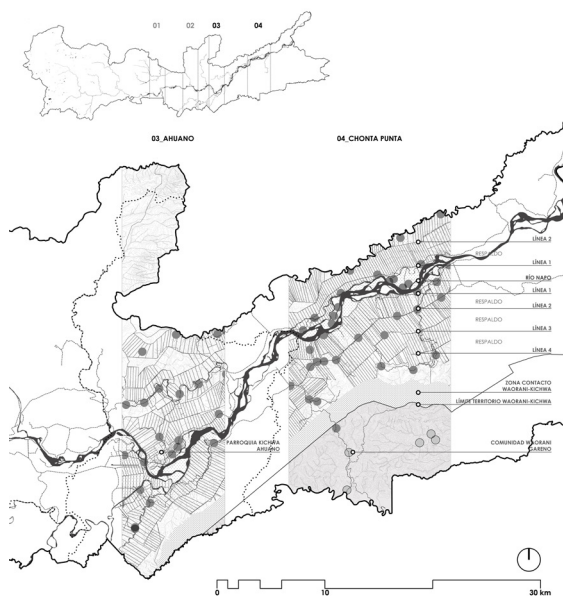 01
02
03
04
03_AHUANO
04_CHONTA PUNTA
LÍNEA 2
RESPALDO
LÍNEA 1
RÍO NAPO
LÍNEA 1
RESPALDO
LÍNEA 2
RESPALDO
LÍNEA 3
RESPALDO
LÍNEA 4
ZONA CONTACTO
WAORANI-KICHWA
LÍMITE TERRITORIO WAORANI-KICHWA
PARROQUIA KICHWA
AHUANO
COMUNIDAD WAORANI
GARENO
0
10
30 km